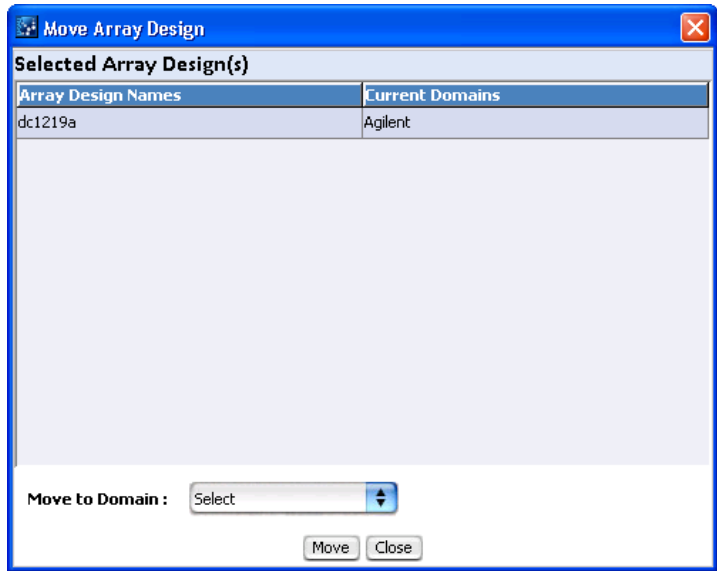 Move Array Design
Selected Array Design(s)
Array Design Names Current Domains
dc1219a Agilent
Move to Domain : Select
Move Close